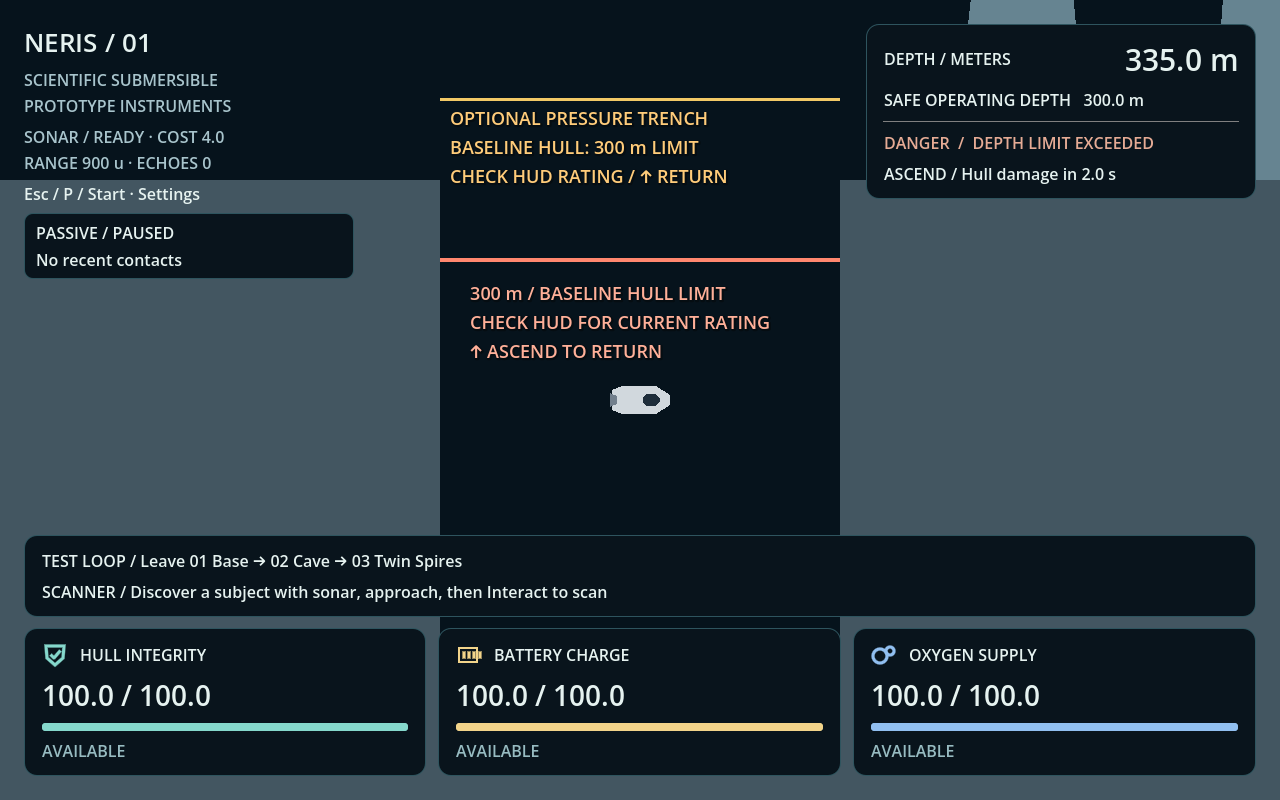 NERIS / 01
SCIENTIFIC SUBMERSIBLE
PROTOTYPE INSTRUMENTS
SONAR / READY · COST 4.0
RANGE 900 u · ECHOES 0
Esc / P / Start · Settings
PASSIVE / PAUSED
No recent contacts
OPTIONAL PRESSURE TRENCH
BASELINE HULL: 300 m LIMIT
CHECK HUD RATING / ↑ RETURN
300 m / BASELINE HULL LIMIT
CHECK HUD FOR CURRENT RATING
↑ ASCEND TO RETURN
DEPTH / METERS 335.0 m
SAFE OPERATING DEPTH 300.0 m
DANGER / DEPTH LIMIT EXCEEDED
ASCEND / Hull damage in 2.0 s
TEST LOOP / Leave 01 Base → 02 Cave → 03 Twin Spires
SCANNER / Discover a subject with sonar, approach, then Interact to scan
HULL INTEGRITY
100.0 / 100.0
AVAILABLE
BATTERY CHARGE
100.0 / 100.0
AVAILABLE
OXYGEN SUPPLY
100.0 / 100.0
AVAILABLE